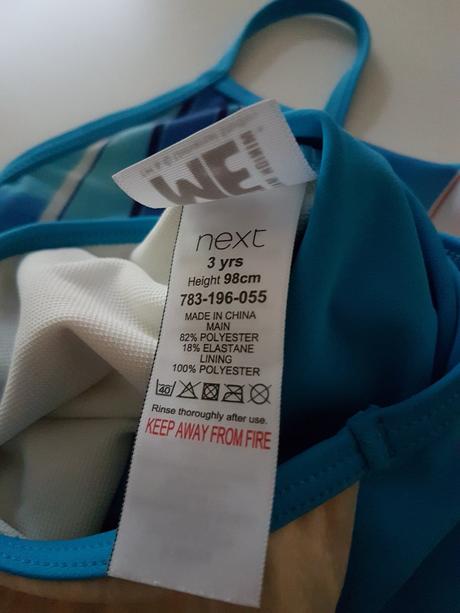 next
3 yrs
Height 98cm
783-196-055
MADE IN CHINA
MAIN
82% POLYESTER
18% ELASTANE
LINING
100% POLYESTER
40
Rinse thoroughly after use.
KEEP AWAY FROM FIRE